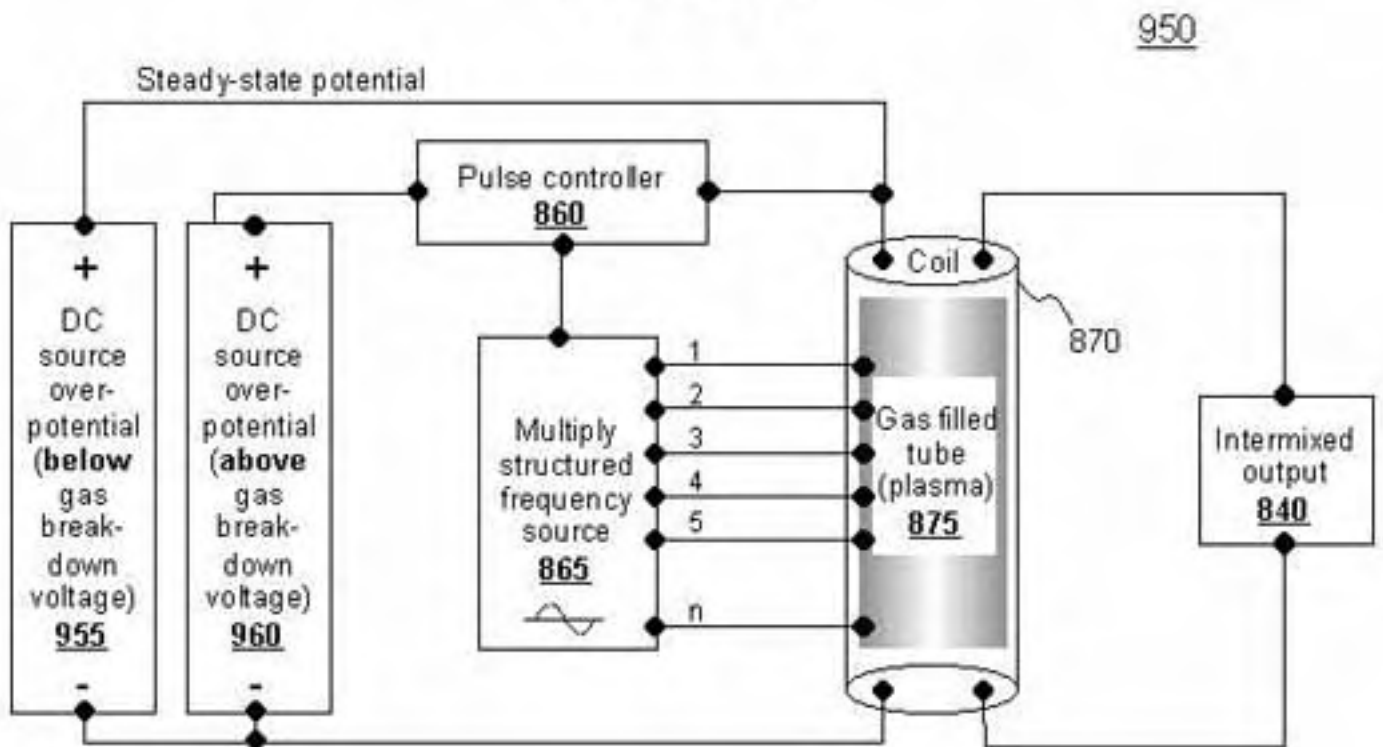 950
Steady-state potential
Pulse controller
860
+
DC
source
over-
potential
(below
gas
break-
down
voltage)
955
-
+
DC
source
over-
potential
(above
gas
break-
down
voltage)
960
-
Multiply
structured
frequency
source
865
1
2
3
4
5
n
Coil
870
Gas filled
tube
(plasma)
875
Intermixed
output
840